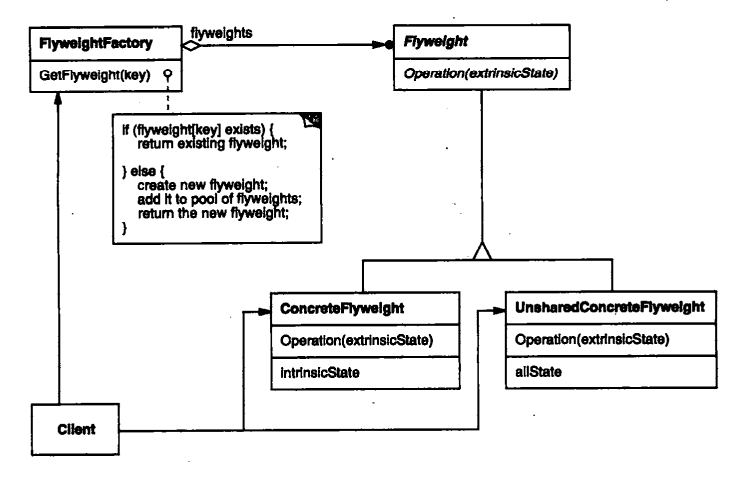 flyweights
FlyweightFactory
GetFlyweight(key)
Flyweight
Operation(extrinsicState)
if (flyweight[key] exists) {
return existing flyweight;
} else {
create new flyweight;
add it to pool of flyweights;
return the new flyweight;
}
ConcreteFlyweight
Operation(extrinsicState)
intrinsicState
UnsharedConcreteFlyweight
Operation(extrinsicState)
allState
Client